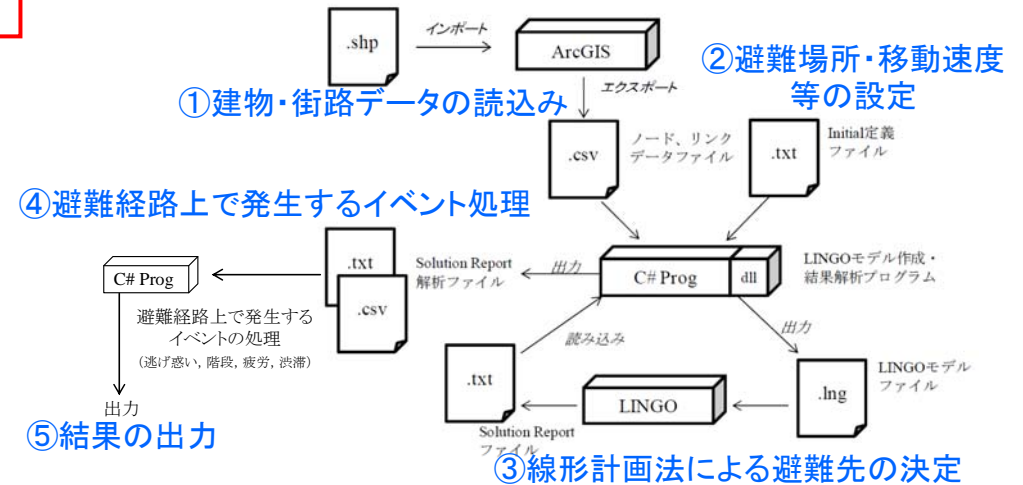 .shp
インポート
ArcGIS
①建物・街路データの読込み
エクスポート
②避難場所・移動速度
等の設定
.csv
ノード、リンク
データファイル
.txt
Initial定義
ファイル
④避難経路上で発生するイベント処理
C# Prog
.txt
.csv
Solution Report
解析ファイル
出力
C# Prog
dll
LINGOモデル作成・
結果解析プログラム
避難経路上で発生する
イベントの処理
（逃げ惑い, 階段, 疲労, 渋滞）
読み込み
出力
出力
⑤結果の出力
.txt
Solution Report
ファイル
LINGO
.lng
LINGOモデル
ファイル
③線形計画法による避難先の決定